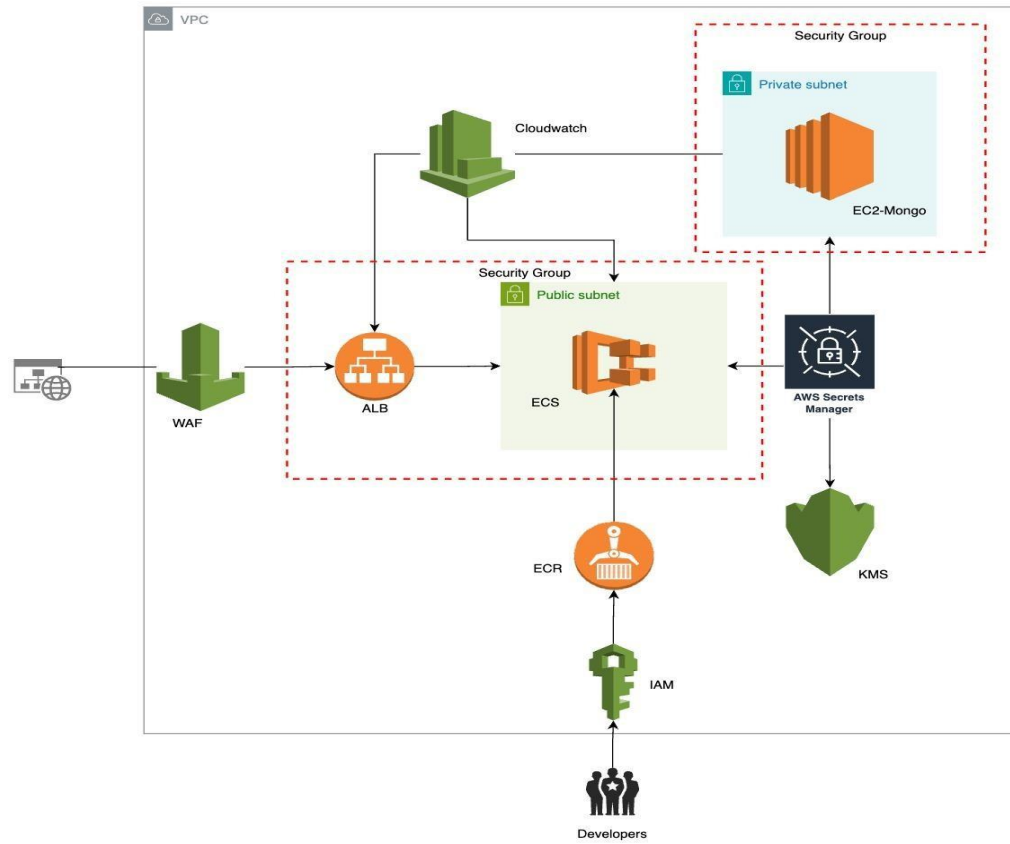 VPC
Security Group
Private subnet
Cloudwatch
EC2-Mongo
Security Group
Public subnet
ECS
ALB
WAF
AWS Secrets
Manager
ECR
KMS
IAM
Developers